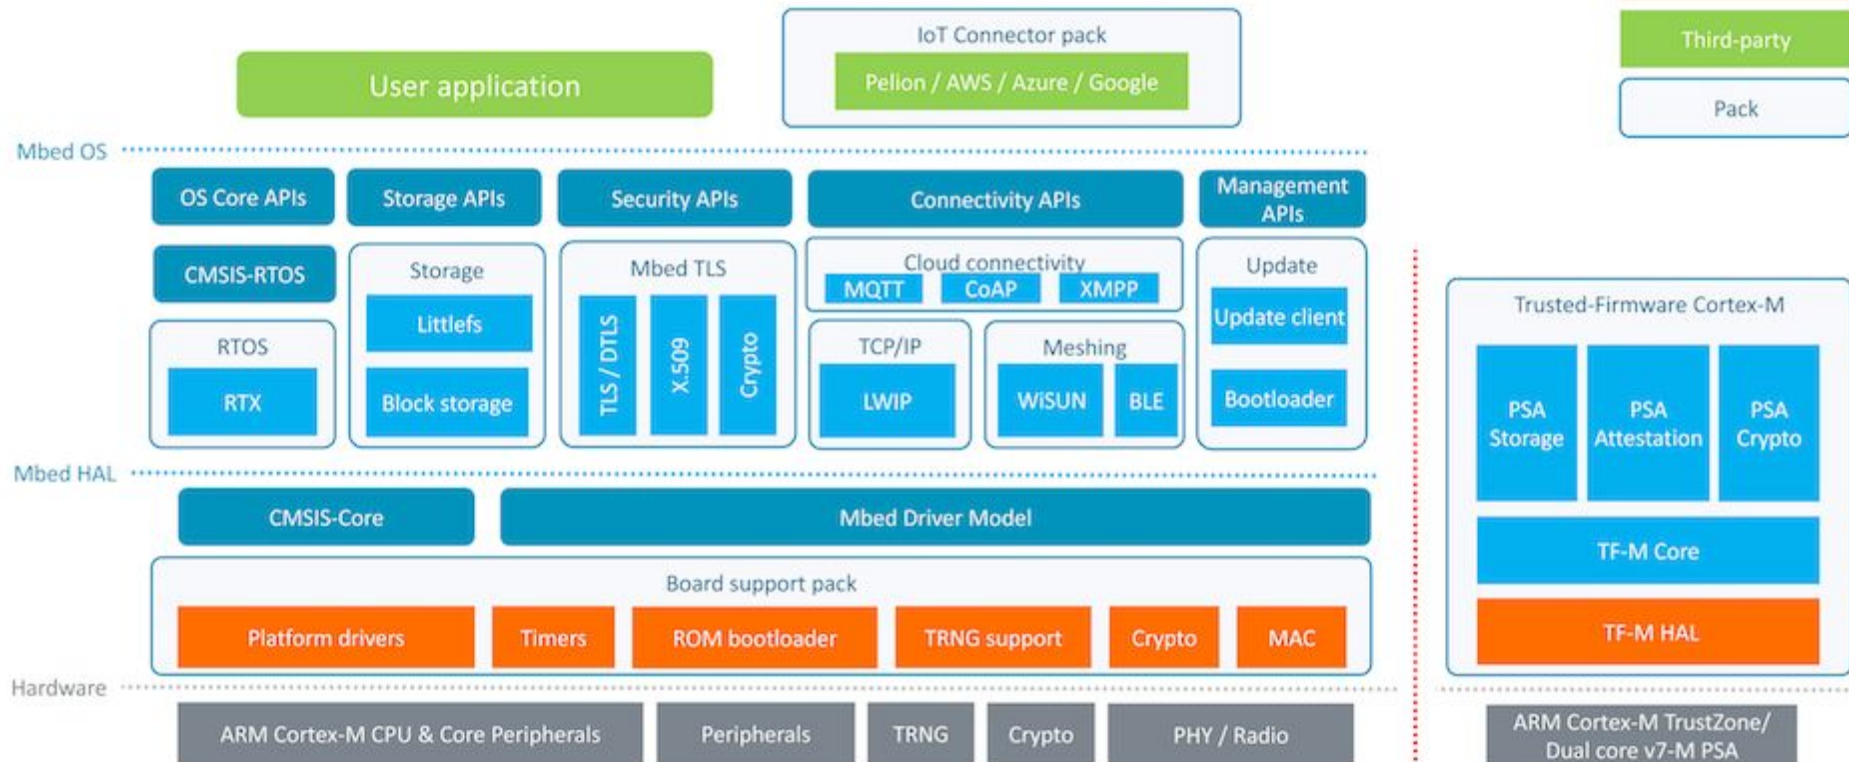 IoT Connector pack
Pelion / AWS / Azure / Google
User application
Third-party
Pack
Mbed OS
OS Core APIs
Storage APIs
Security APIs
Connectivity APIs
Management
APIs
CMSIS-RTOS
RTOS
RTX
Storage
Littlefs
Block storage
Mbed TLS
TLS / DTLS
X.509
Crypto
Cloud connectivity
MQTT
CoAP
XMPP
TCP/IP
LWIP
Meshing
WiSUN
BLE
Update
Update client
Bootloader
Trusted-Firmware Cortex-M
PSA
Storage
PSA
Attestation
PSA
Crypto
TF-M Core
TF-M HAL
Mbed HAL
CMSIS-Core
Mbed Driver Model
Board support pack
Platform drivers
Timers
ROM bootloader
TRNG support
Crypto
MAC
Hardware
ARM Cortex-M CPU & Core Peripherals
Peripherals
TRNG
Crypto
PHY / Radio
ARM Cortex-M TrustZone/
Dual core v7-M PSA